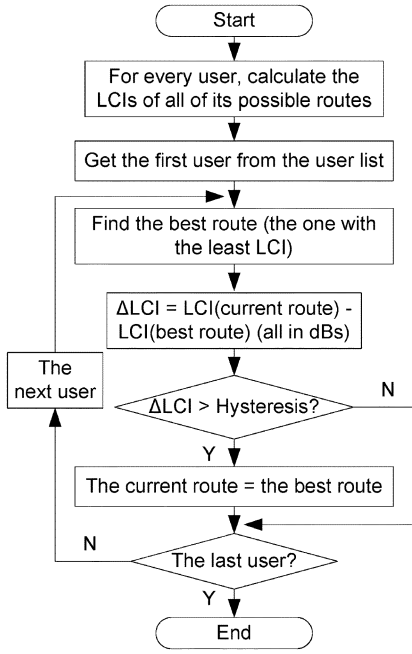 Start
For every user, calculate the
LCIs of all of its possible routes
Get the first user from the user list
Find the best route (the one with
the least LCI)
ΔLCI = LCI(current route) -
LCI(best route) (all in dBs)
The
next user
ΔLCI > Hysteresis?
N
Y
The current route = the best route
N
The last user?
Y
End